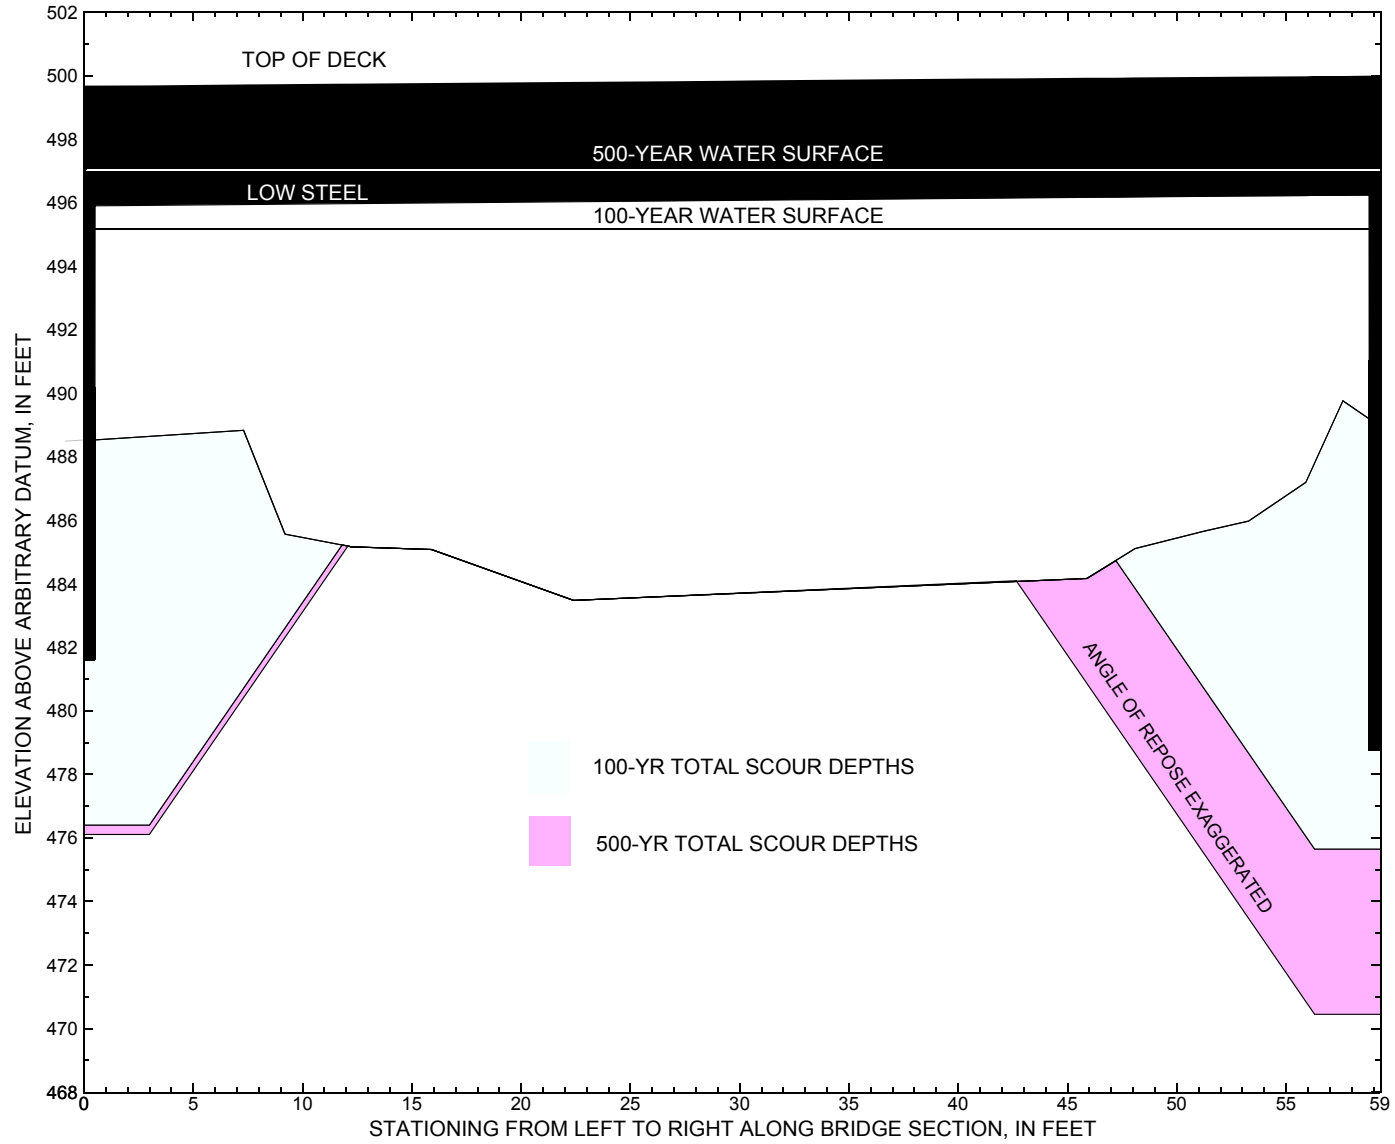 502
500
498
496
494
492
490
488
486
484
482
480
478
476
474
472
470
468
ELEVATION ABOVE ARBITRARY DATUM, IN FEET
TOP OF DECK
500-YEAR WATER SURFACE
LOW STEEL
100-YEAR WATER SURFACE
ANGLE OF REPOSE EXAGGERATED
100-YR TOTAL SCOUR DEPTHS
500-YR TOTAL SCOUR DEPTHS
0 5 10 15 20 25 30 35 40 45 50 55 59
STATIONING FROM LEFT TO RIGHT ALONG BRIDGE SECTION, IN FEET